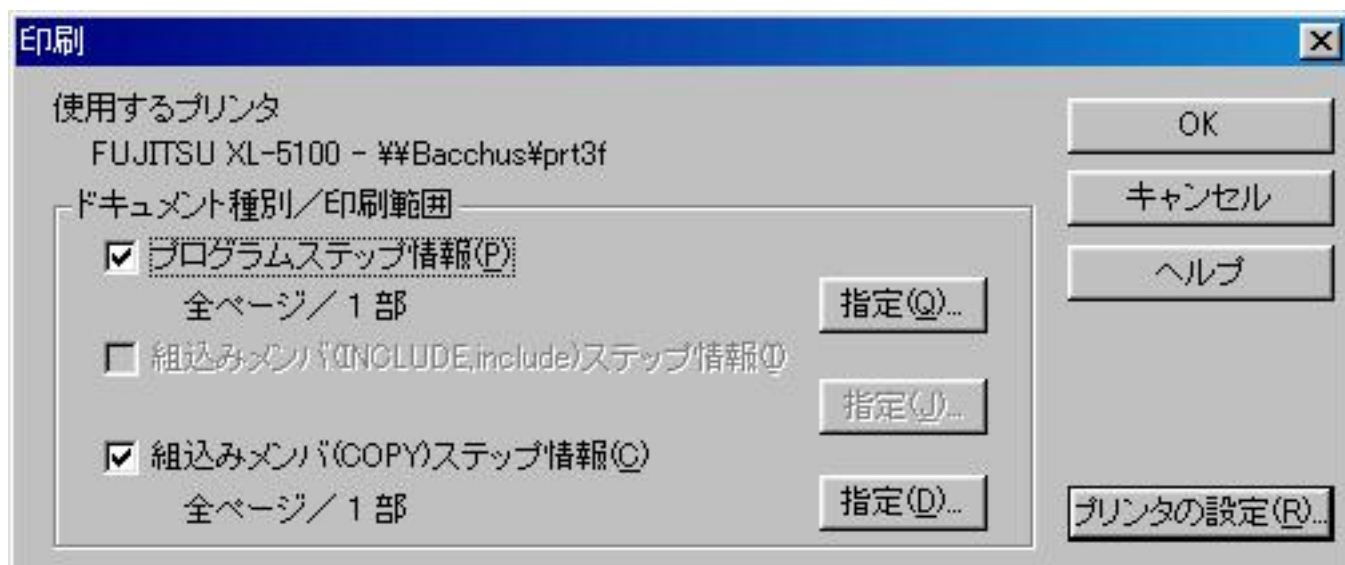 印刷
使用するプリンタ
FUJITSU XL-5100 - ¥¥Bacchus¥prt3f
ドキュメント種別／印刷範囲
プログラムステップ情報(P)
全ページ／1 部
指定(Q)...
組込みメンバ(INCLUDE,include)ステップ情報(I)
指定(J)...
組込みメンバ(COPY)ステップ情報(C)
全ページ／1 部
指定(D)...
OK
キャンセル
ヘルプ
プリンタの設定(R)...